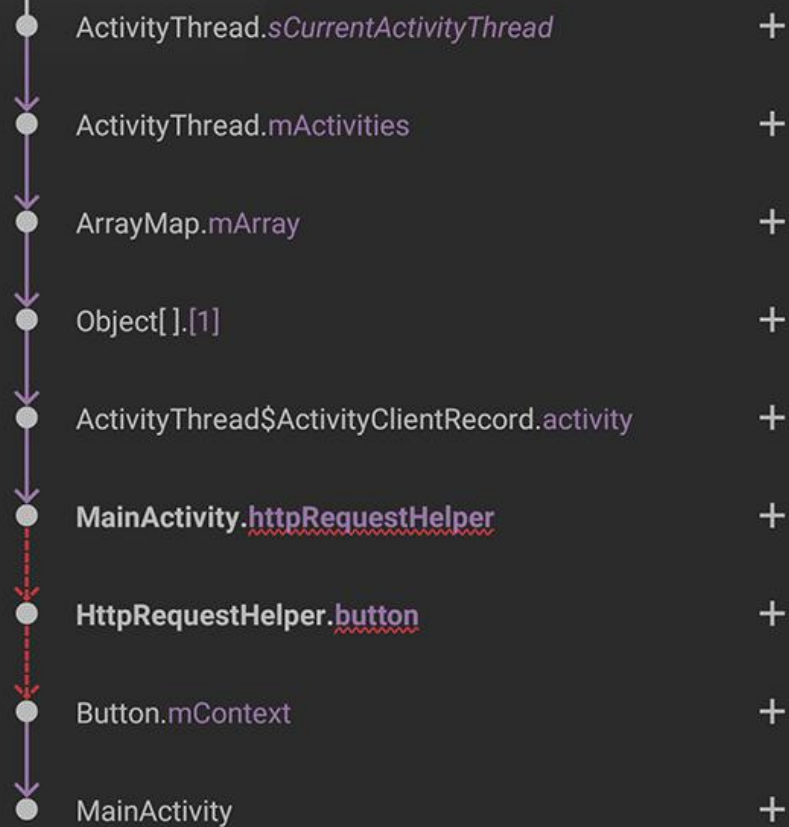 ActivityThread.sCurrentActivityThread +
ActivityThread.mActivities +
ArrayMap.mArray +
Object[ ].[1] +
ActivityThread$ActivityClientRecord.activity +
MainActivity.httpRequestHelper +
HttpRequestHelper.button +
Button.mContext +
MainActivity +